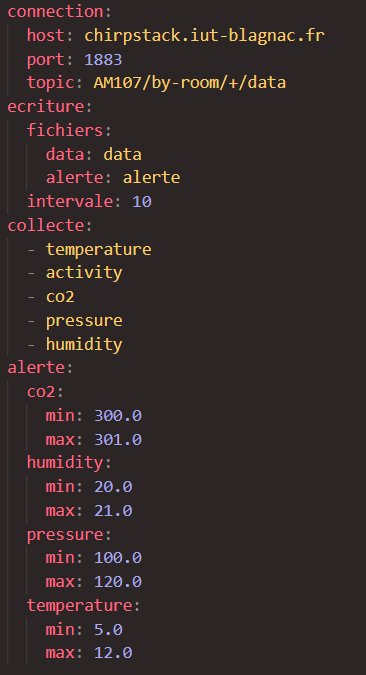 connection:
  host: chirpstack.iut-blagnac.fr
  port: 1883
  topic: AM107/by-room/+/data
ecriture:
  fichiers:
    data: data
    alerte: alerte
  intervale: 10
collecte:
  - temperature
  - activity
  - co2
  - pressure
  - humidity
alerte:
  co2:
    min: 300.0
    max: 301.0
  humidity:
    min: 20.0
    max: 21.0
  pressure:
    min: 100.0
    max: 120.0
  temperature:
    min: 5.0
    max: 12.0